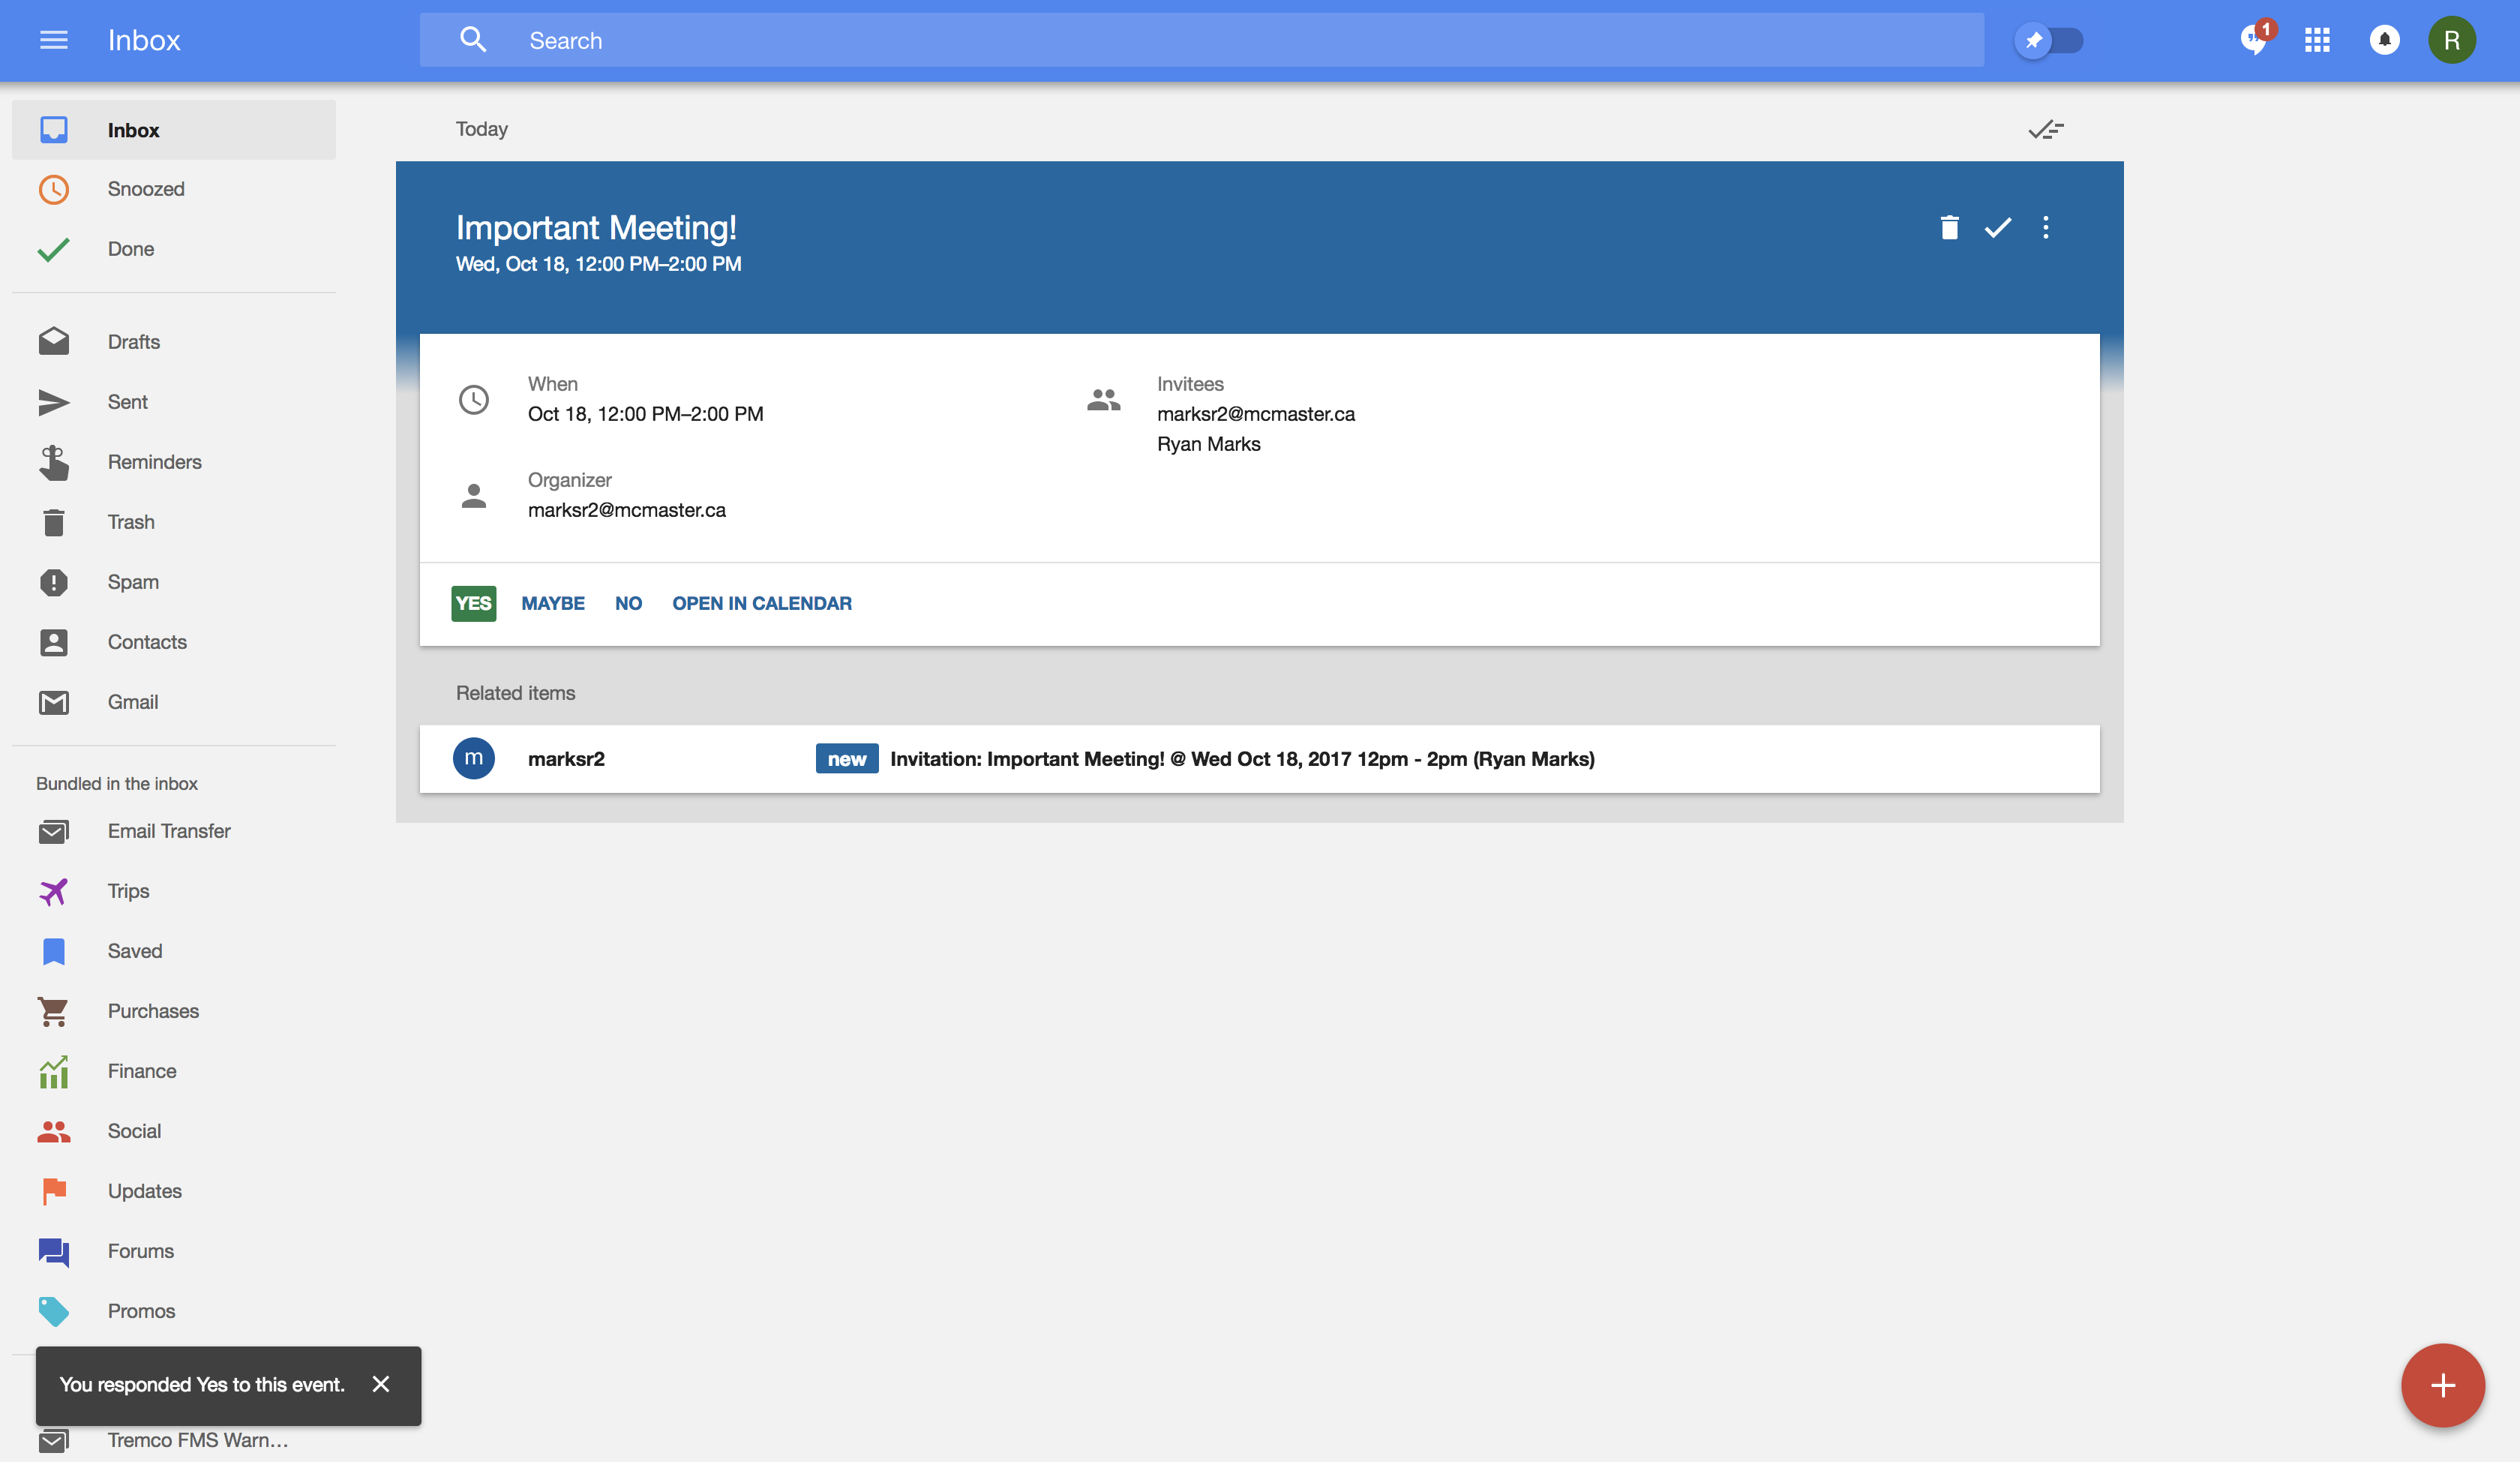 Inbox
Search
1
R
Inbox
Snoozed
Done
Drafts
Sent
Reminders
Trash
Spam
Contacts
Gmail
Bundled in the inbox
Email Transfer
Trips
Saved
Purchases
Finance
Social
Updates
Forums
Promos
Tremco FMS Warn...
You responded Yes to this event.
Today
Important Meeting!
Wed, Oct 18, 12:00 PM–2:00 PM
When
Oct 18, 12:00 PM–2:00 PM
Organizer
marksr2@mcmaster.ca
Invitees
marksr2@mcmaster.ca
Ryan Marks
YES MAYBE NO OPEN IN CALENDAR
Related items
m marksr2 new Invitation: Important Meeting! @ Wed Oct 18, 2017 12pm - 2pm (Ryan Marks)